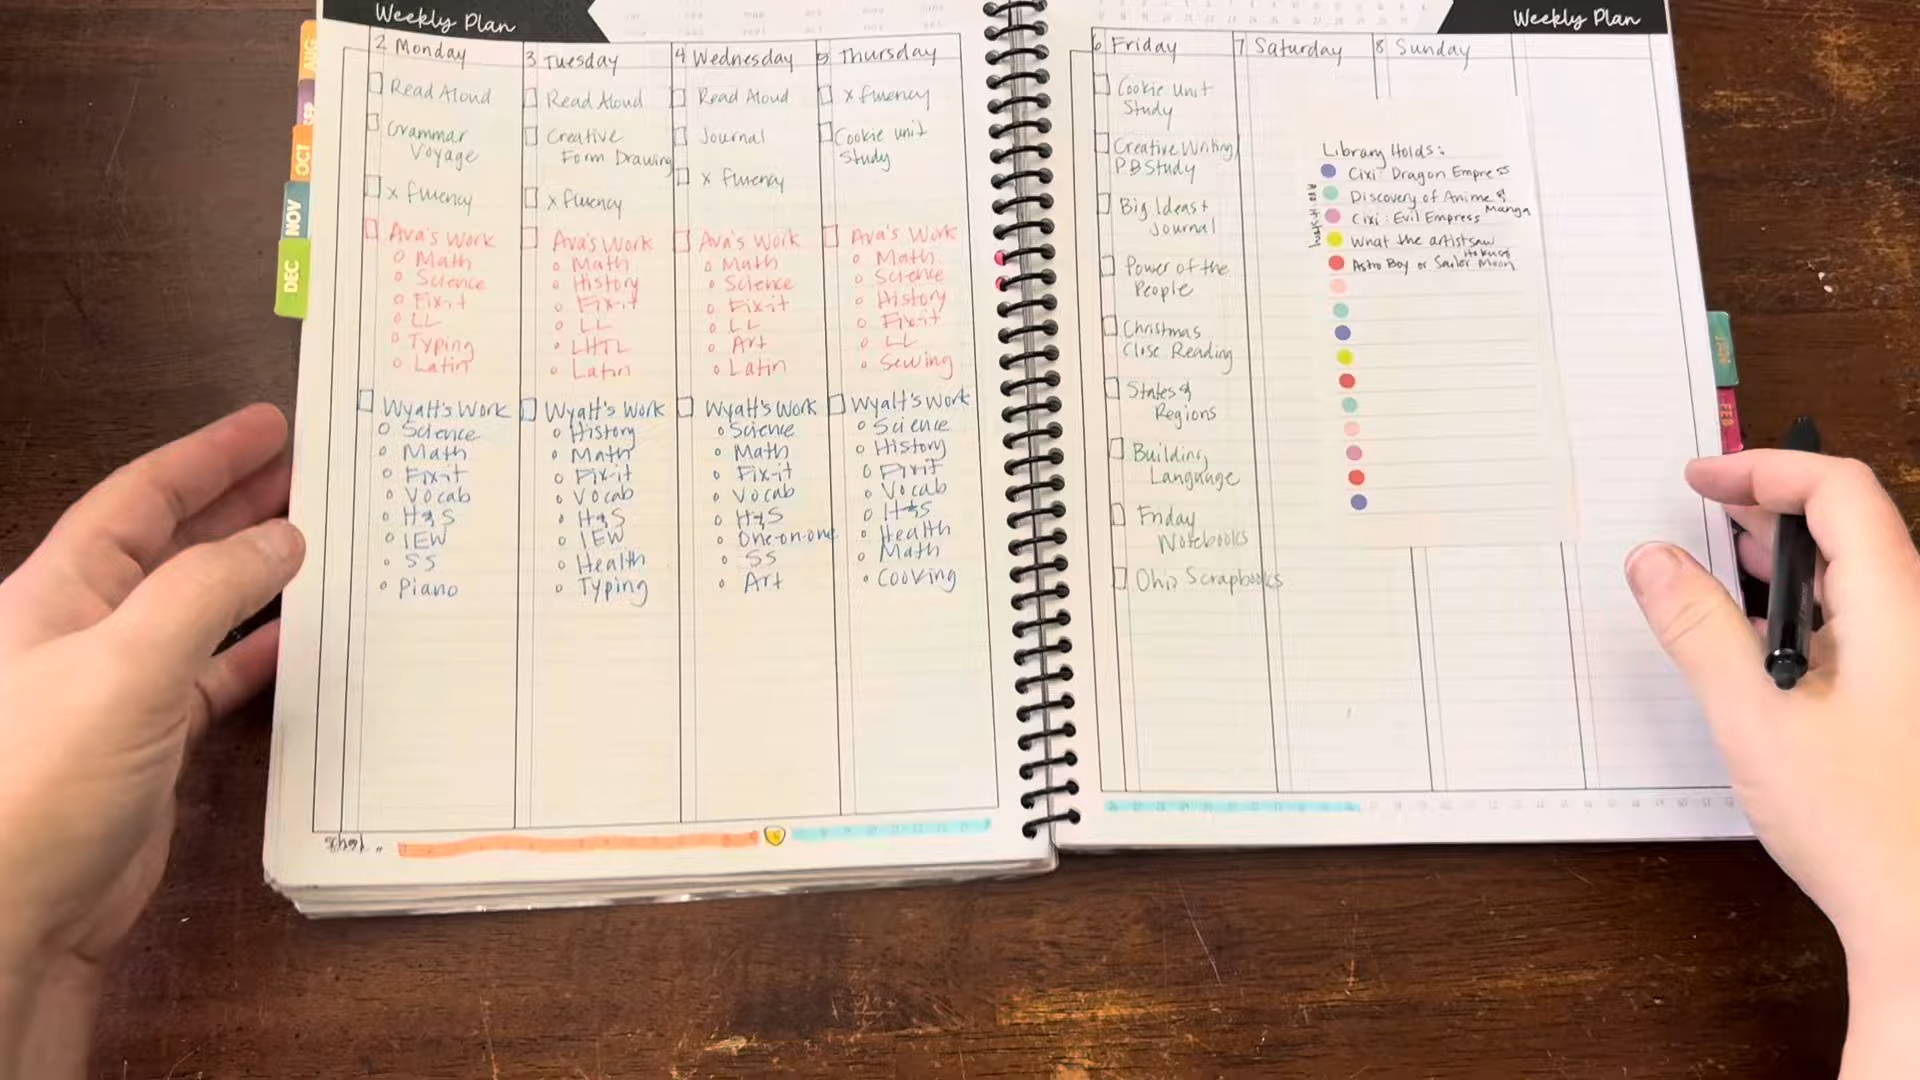 Weekly Plan
2 Monday
Read Aloud
Grammar
Voyage
x fluency
Ava's Work
Math
Science
Fix-it
LL
Typing
Latin
Wyatt's Work
Science
Math
Fix-it
Vocab
H&S
IEW
SS
Piano
3 Tuesday
Read Aloud
Creative
Form Drawing
x fluency
Ava's Work
Math
History
Fix-it
LL
LHTL
Latin
Wyatt's Work
History
Math
Fix-it
Vocab
H&S
IEW
Health
Typing
4 Wednesday
Read Aloud
Journal
x fluency
Ava's Work
Math
Science
Fix-it
LL
Art
Latin
Wyatt's Work
Science
Math
Fix-it
Vocab
H&S
One-on-one
SS
Art
5 Thursday
x fluency
Cookie unit
Study
Ava's Work
Math
Science
History
Fix-it
LL
Sewing
Wyatt's Work
Science
History
Fixit
Vocab
H&S
Health
Math
Cooking
Weekly Plan
6 Friday
Cookie Unit
Study
Creative Writing/
PB Study
Big Ideas +
Journal
Power of the
People
Christmas
Close Reading
States &
Regions
Building
Language
Friday
Notebooks
Ohio Scrapbooks
7 Saturday
8 Sunday
Library Holds:
Cixi: Dragon Empress
Discovery of Anime &
Manga
Cixi: Evil Empress
What the artist saw
Hokusai
Astro Boy or Sailor Moon
Ava History
AUG
SEP
OCT
NOV
DEC
JAN
FEB